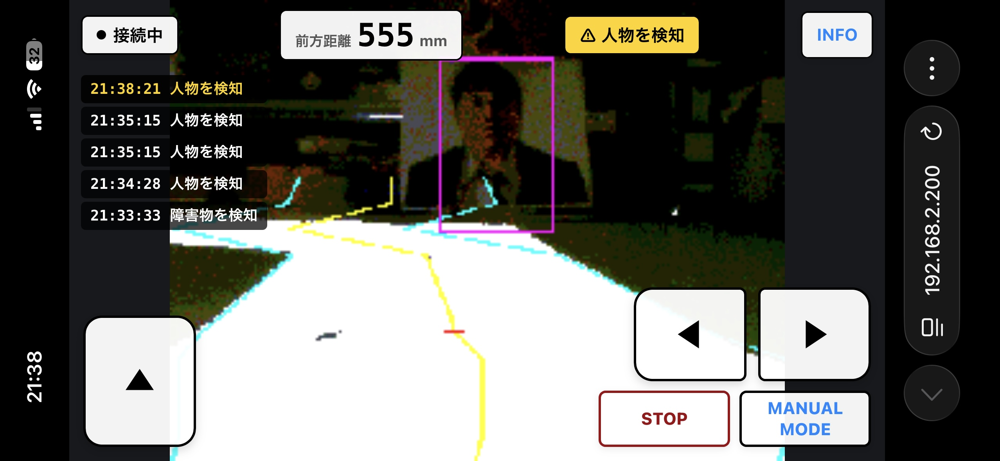 接続中
前方距離 555 mm
人物を検知
INFO
21:38:21 人物を検知
21:35:15 人物を検知
21:35:15 人物を検知
21:34:28 人物を検知
21:33:33 障害物を検知
STOP
MANUAL
MODE
32
21:38
192.168.2.200